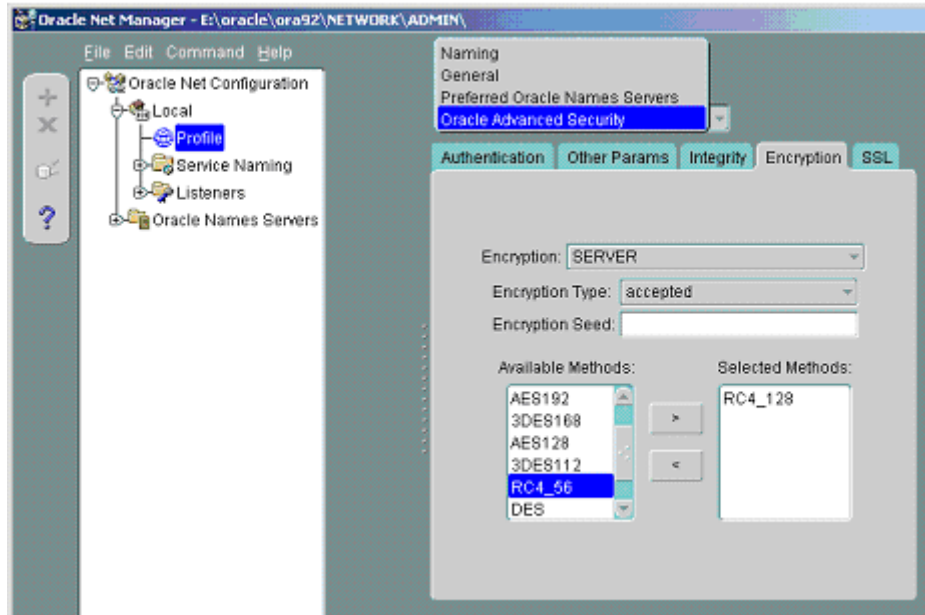 Oracle Net Manager - E:\oracle\ora92\NETWORK\ADMIN\
File Edit Command Help
Oracle Net Configuration
Local
Profile
Service Naming
Listeners
Oracle Names Servers
Naming
General
Preferred Oracle Names Servers
Oracle Advanced Security
Authentication Other Params Integrity Encryption SSL
Encryption: SERVER
Encryption Type: accepted
Encryption Seed:
Available Methods: Selected Methods:
AES192 RC4_128
3DES168
AES128
3DES112
RC4_56
DES
> 
<
?